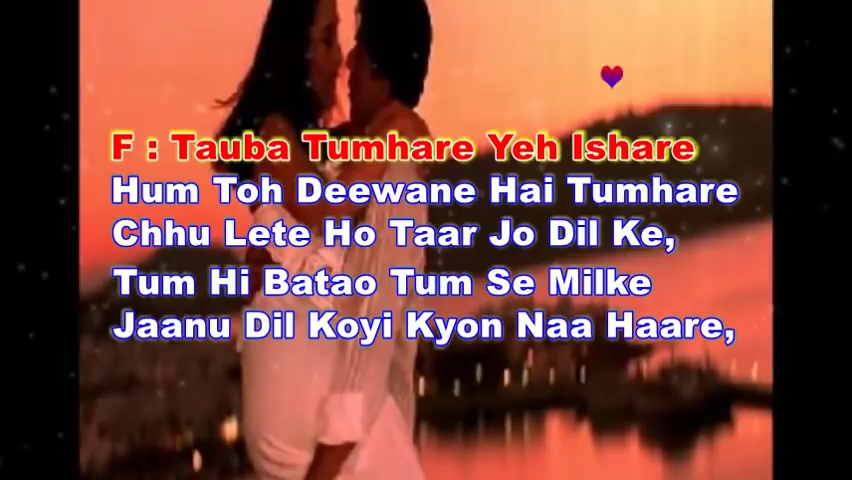 F : Tauba Tumhare Yeh Ishare
Hum Toh Deewane Hai Tumhare
Chhu Lete Ho Taar Jo Dil Ke,
Tum Hi Batao Tum Se Milke
Jaanu Dil Koyi Kyon Naa Haare,